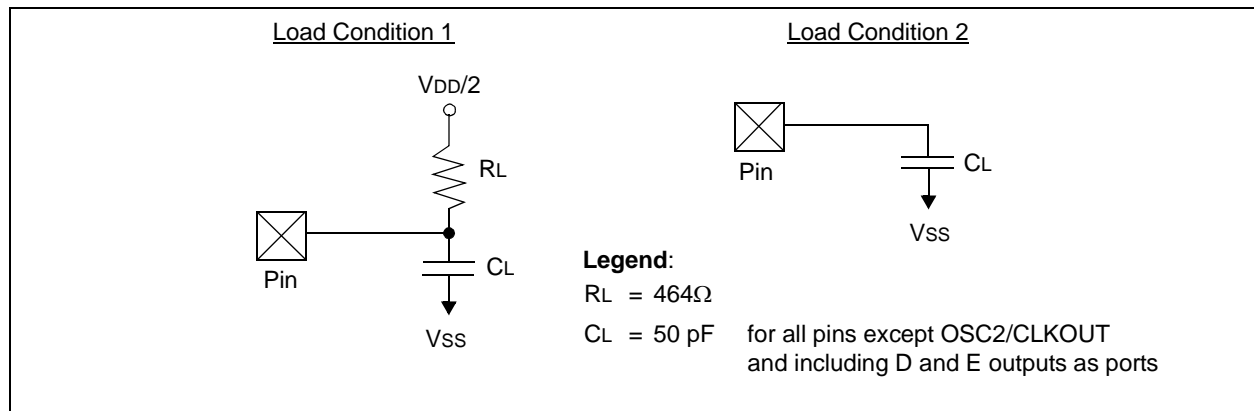 Load Condition 1
Load Condition 2
VDD/2
RL
CL
Pin
VSS
CL
Pin
VSS
Legend:
RL = 464Ω
CL = 50 pF for all pins except OSC2/CLKOUT
and including D and E outputs as ports